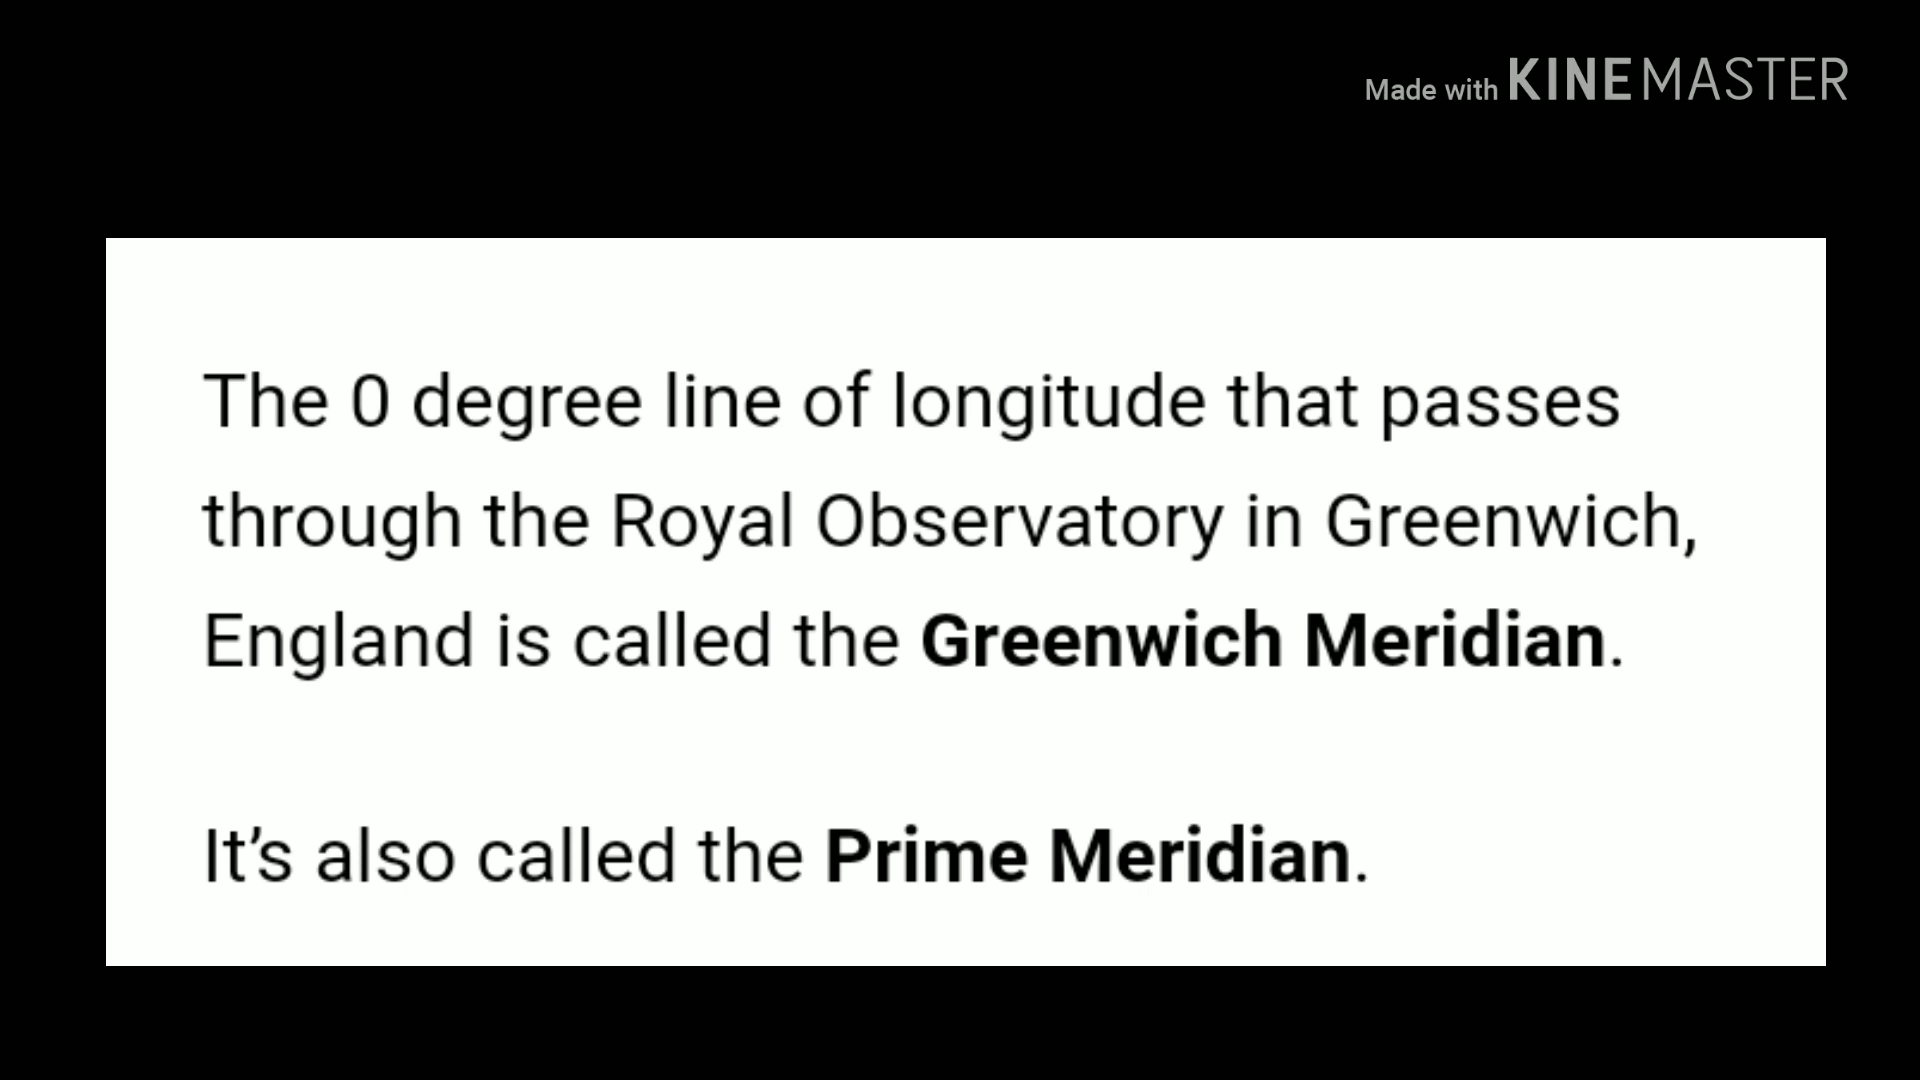 Made with KINEMASTER
The 0 degree line of longitude that passes
through the Royal Observatory in Greenwich,
England is called the Greenwich Meridian.
It’s also called the Prime Meridian.